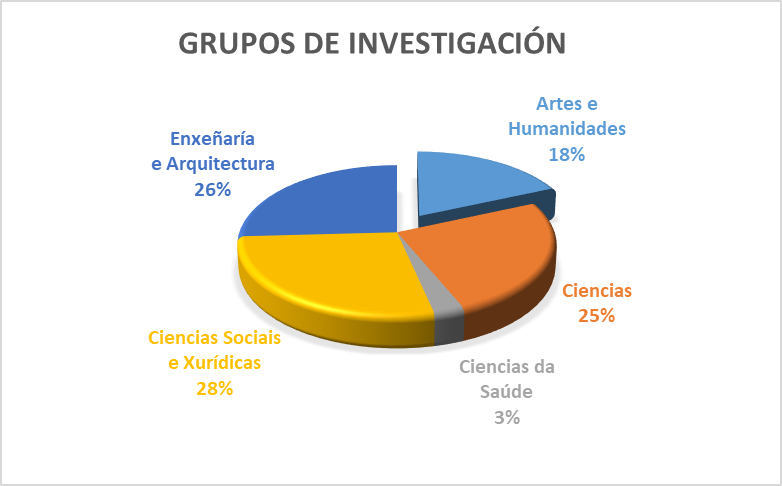 GRUPOS DE INVESTIGACIÓN
Artes e
Humanidades
18%
Enxeñaría
e Arquitectura
26%
Ciencias
25%
Ciencias Sociais
e Xurídicas
28%
Ciencias da
Saúde
3%